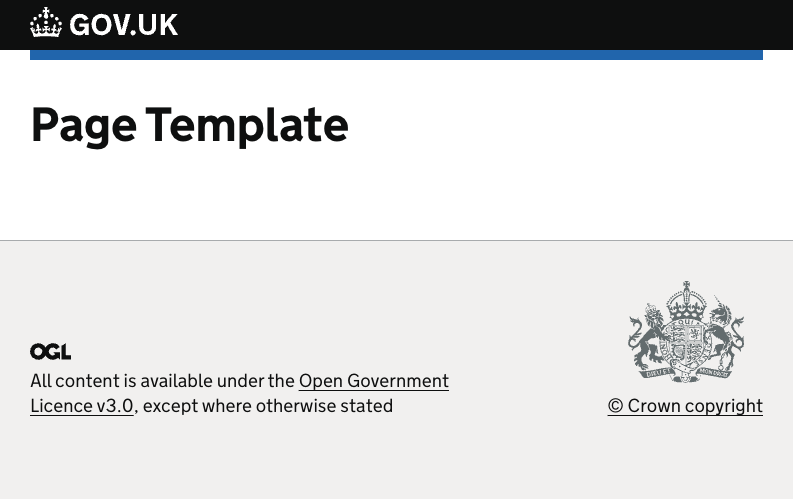 GOV.UK
Page Template
OGL
All content is available under the Open Government
Licence v3.0, except where otherwise stated
© Crown copyright